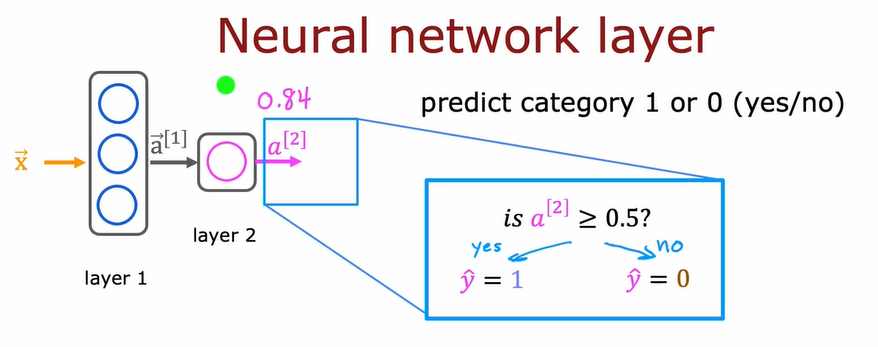 Neural network layer
0.84
predict category 1 or 0 (yes/no)
x⃗
a⃗^[1]
a^[2]
layer 1
layer 2
is a^[2] ≥ 0.5?
yes
no
ŷ = 1
ŷ = 0